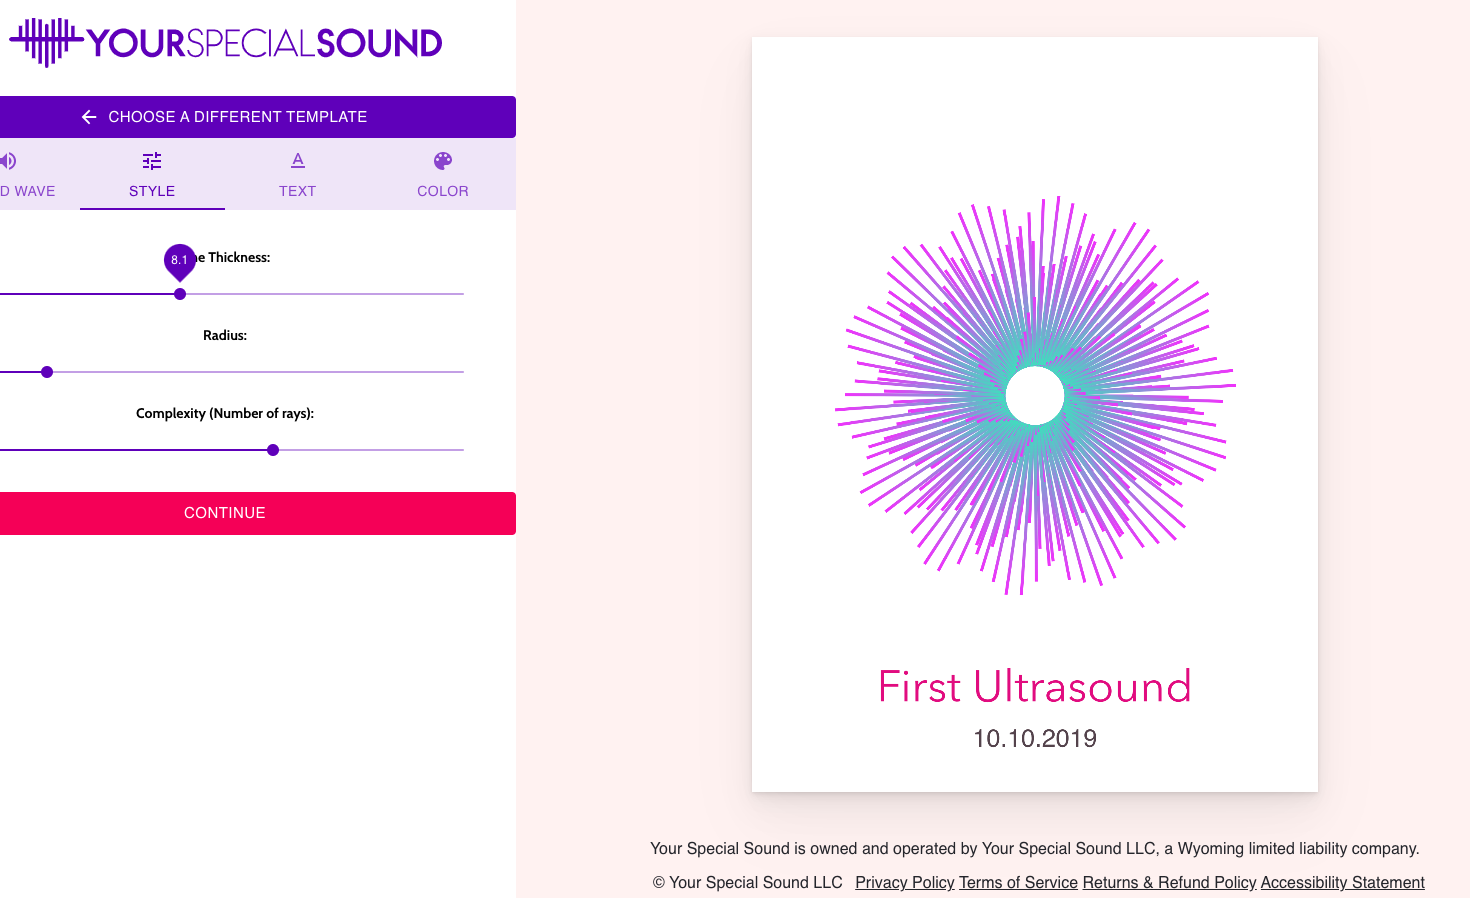 YOURSPECIALSOUND
CHOOSE A DIFFERENT TEMPLATE
D WAVE
STYLE
TEXT
COLOR
8.1
e Thickness:
Radius:
Complexity (Number of rays):
CONTINUE
First Ultrasound
10.10.2019
Your Special Sound is owned and operated by Your Special Sound LLC, a Wyoming limited liability company.
© Your Special Sound LLC Privacy Policy Terms of Service Returns & Refund Policy Accessibility Statement